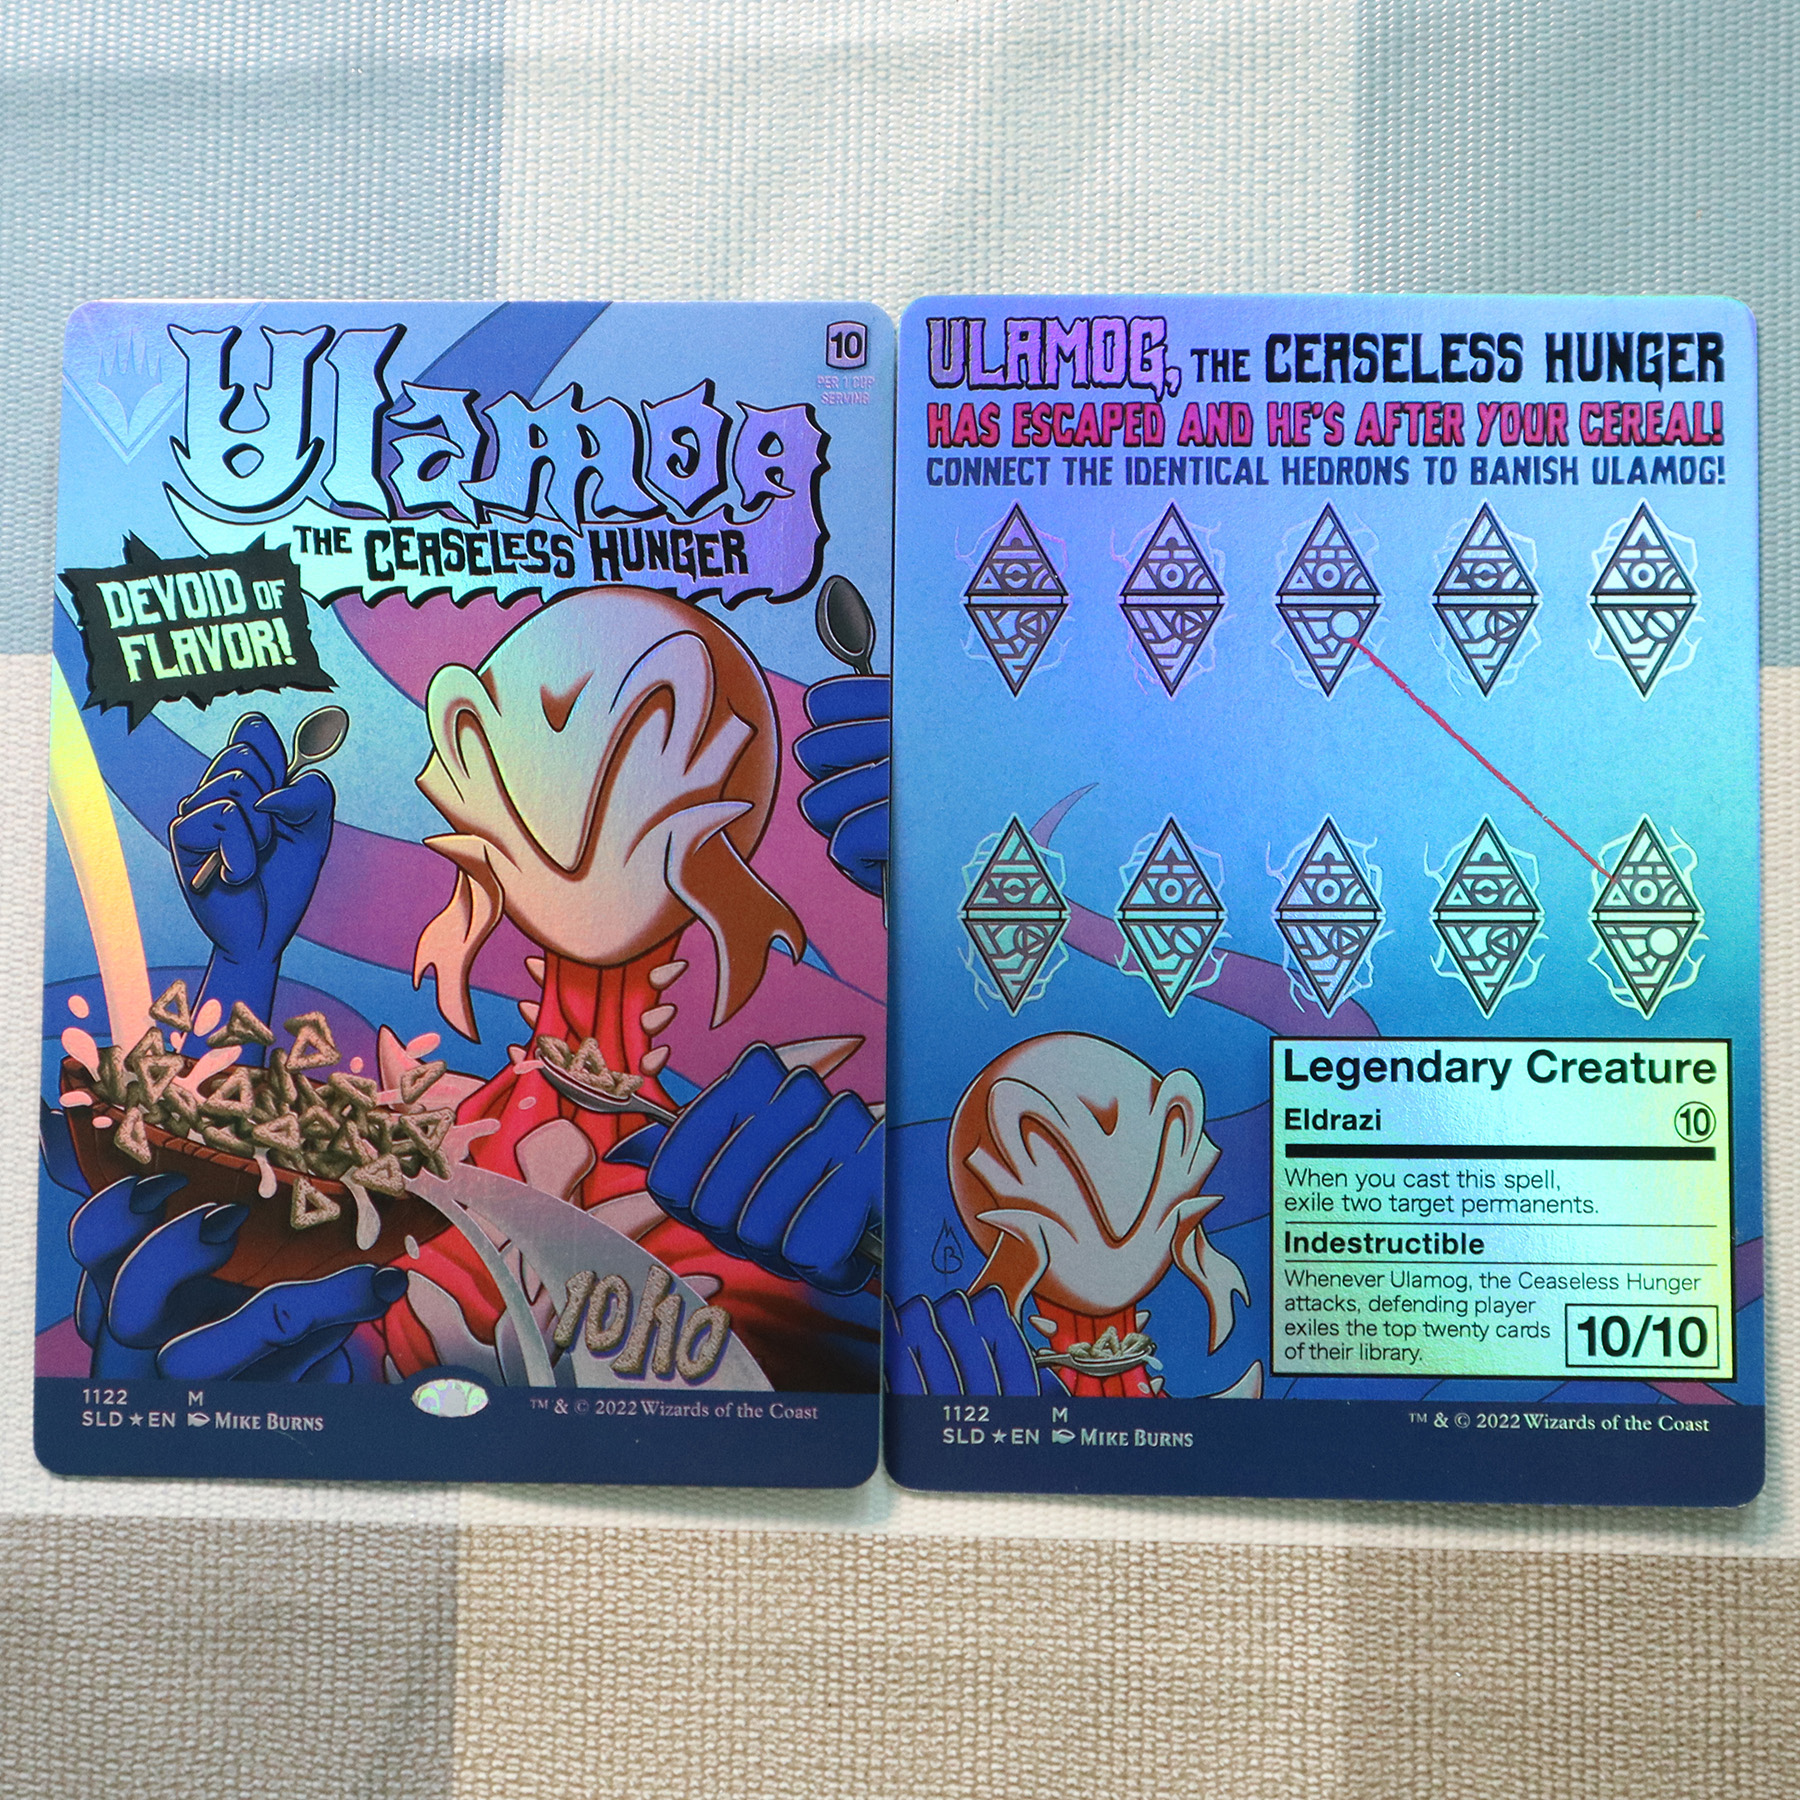 Ulamog
THE CEASELESS HUNGER
10
PER 1 CUP
SERVING
DEVOID OF
FLAVOR!
10/10
1122 M
SLD ★ EN MIKE BURNS
™ & © 2022 Wizards of the Coast
ULAMOG, THE CEASELESS HUNGER
HAS ESCAPED AND HE'S AFTER YOUR CEREAL!
CONNECT THE IDENTICAL HEDRONS TO BANISH ULAMOG!
Legendary Creature
Eldrazi 10
When you cast this spell,
exile two target permanents.
Indestructible
Whenever Ulamog, the Ceaseless Hunger
attacks, defending player
exiles the top twenty cards
of their library.
10/10
B
1122 M
SLD ★ EN MIKE BURNS
™ & © 2022 Wizards of the Coast